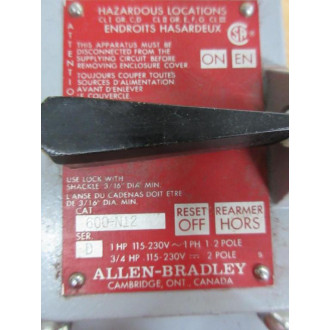 HAZARDOUS LOCATIONS
CL I GR. C,D CL II GR. E, F, G, CL III
ENDROITS HASARDEUX
ATTENTION
THIS APPARATUS MUST BE
DISCONNECTED FROM THE
SUPPLYING CIRCUIT BEFORE
REMOVING ENCLOSURE COVER
ON EN
TOUJOURS COUPER TOUTES
SOURCES D'ALIMENTATION
AVANT D'ENLEVER
LE COUVERCLE
USE LOCK WITH
SHACKLE 3/16" DIA. MIN.
L'ANSE DU CADENAS DOIT ETRE
DE 3/16" DIA. MIN.
CAT
600-N12
SER
D
RESET
OFF
REARMER
HORS
1 HP 115-230V ~ 1 PH. 1 2 POLE
3/4 HP 115-230V 2 POLE
ALLEN-BRADLEY
CAMBRIDGE, ONT., CANADA